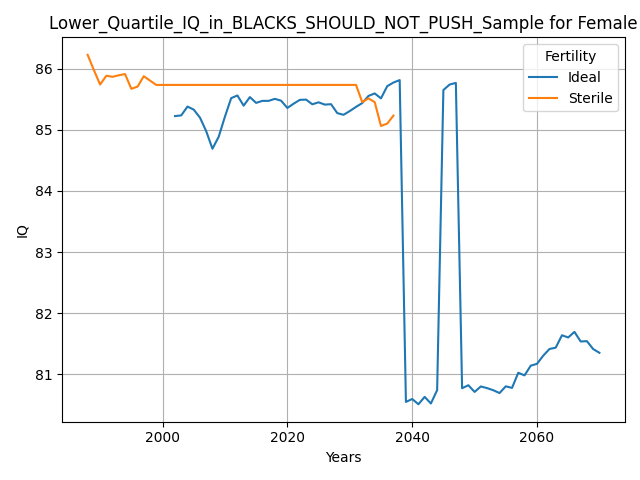 Lower_Quartile_IQ_in_BLACKS_SHOULD_NOT_PUSH_Sample for Female
Fertility
Ideal
Sterile
86
85
84
83
82
81
IQ
2000 2020 2040 2060
Years